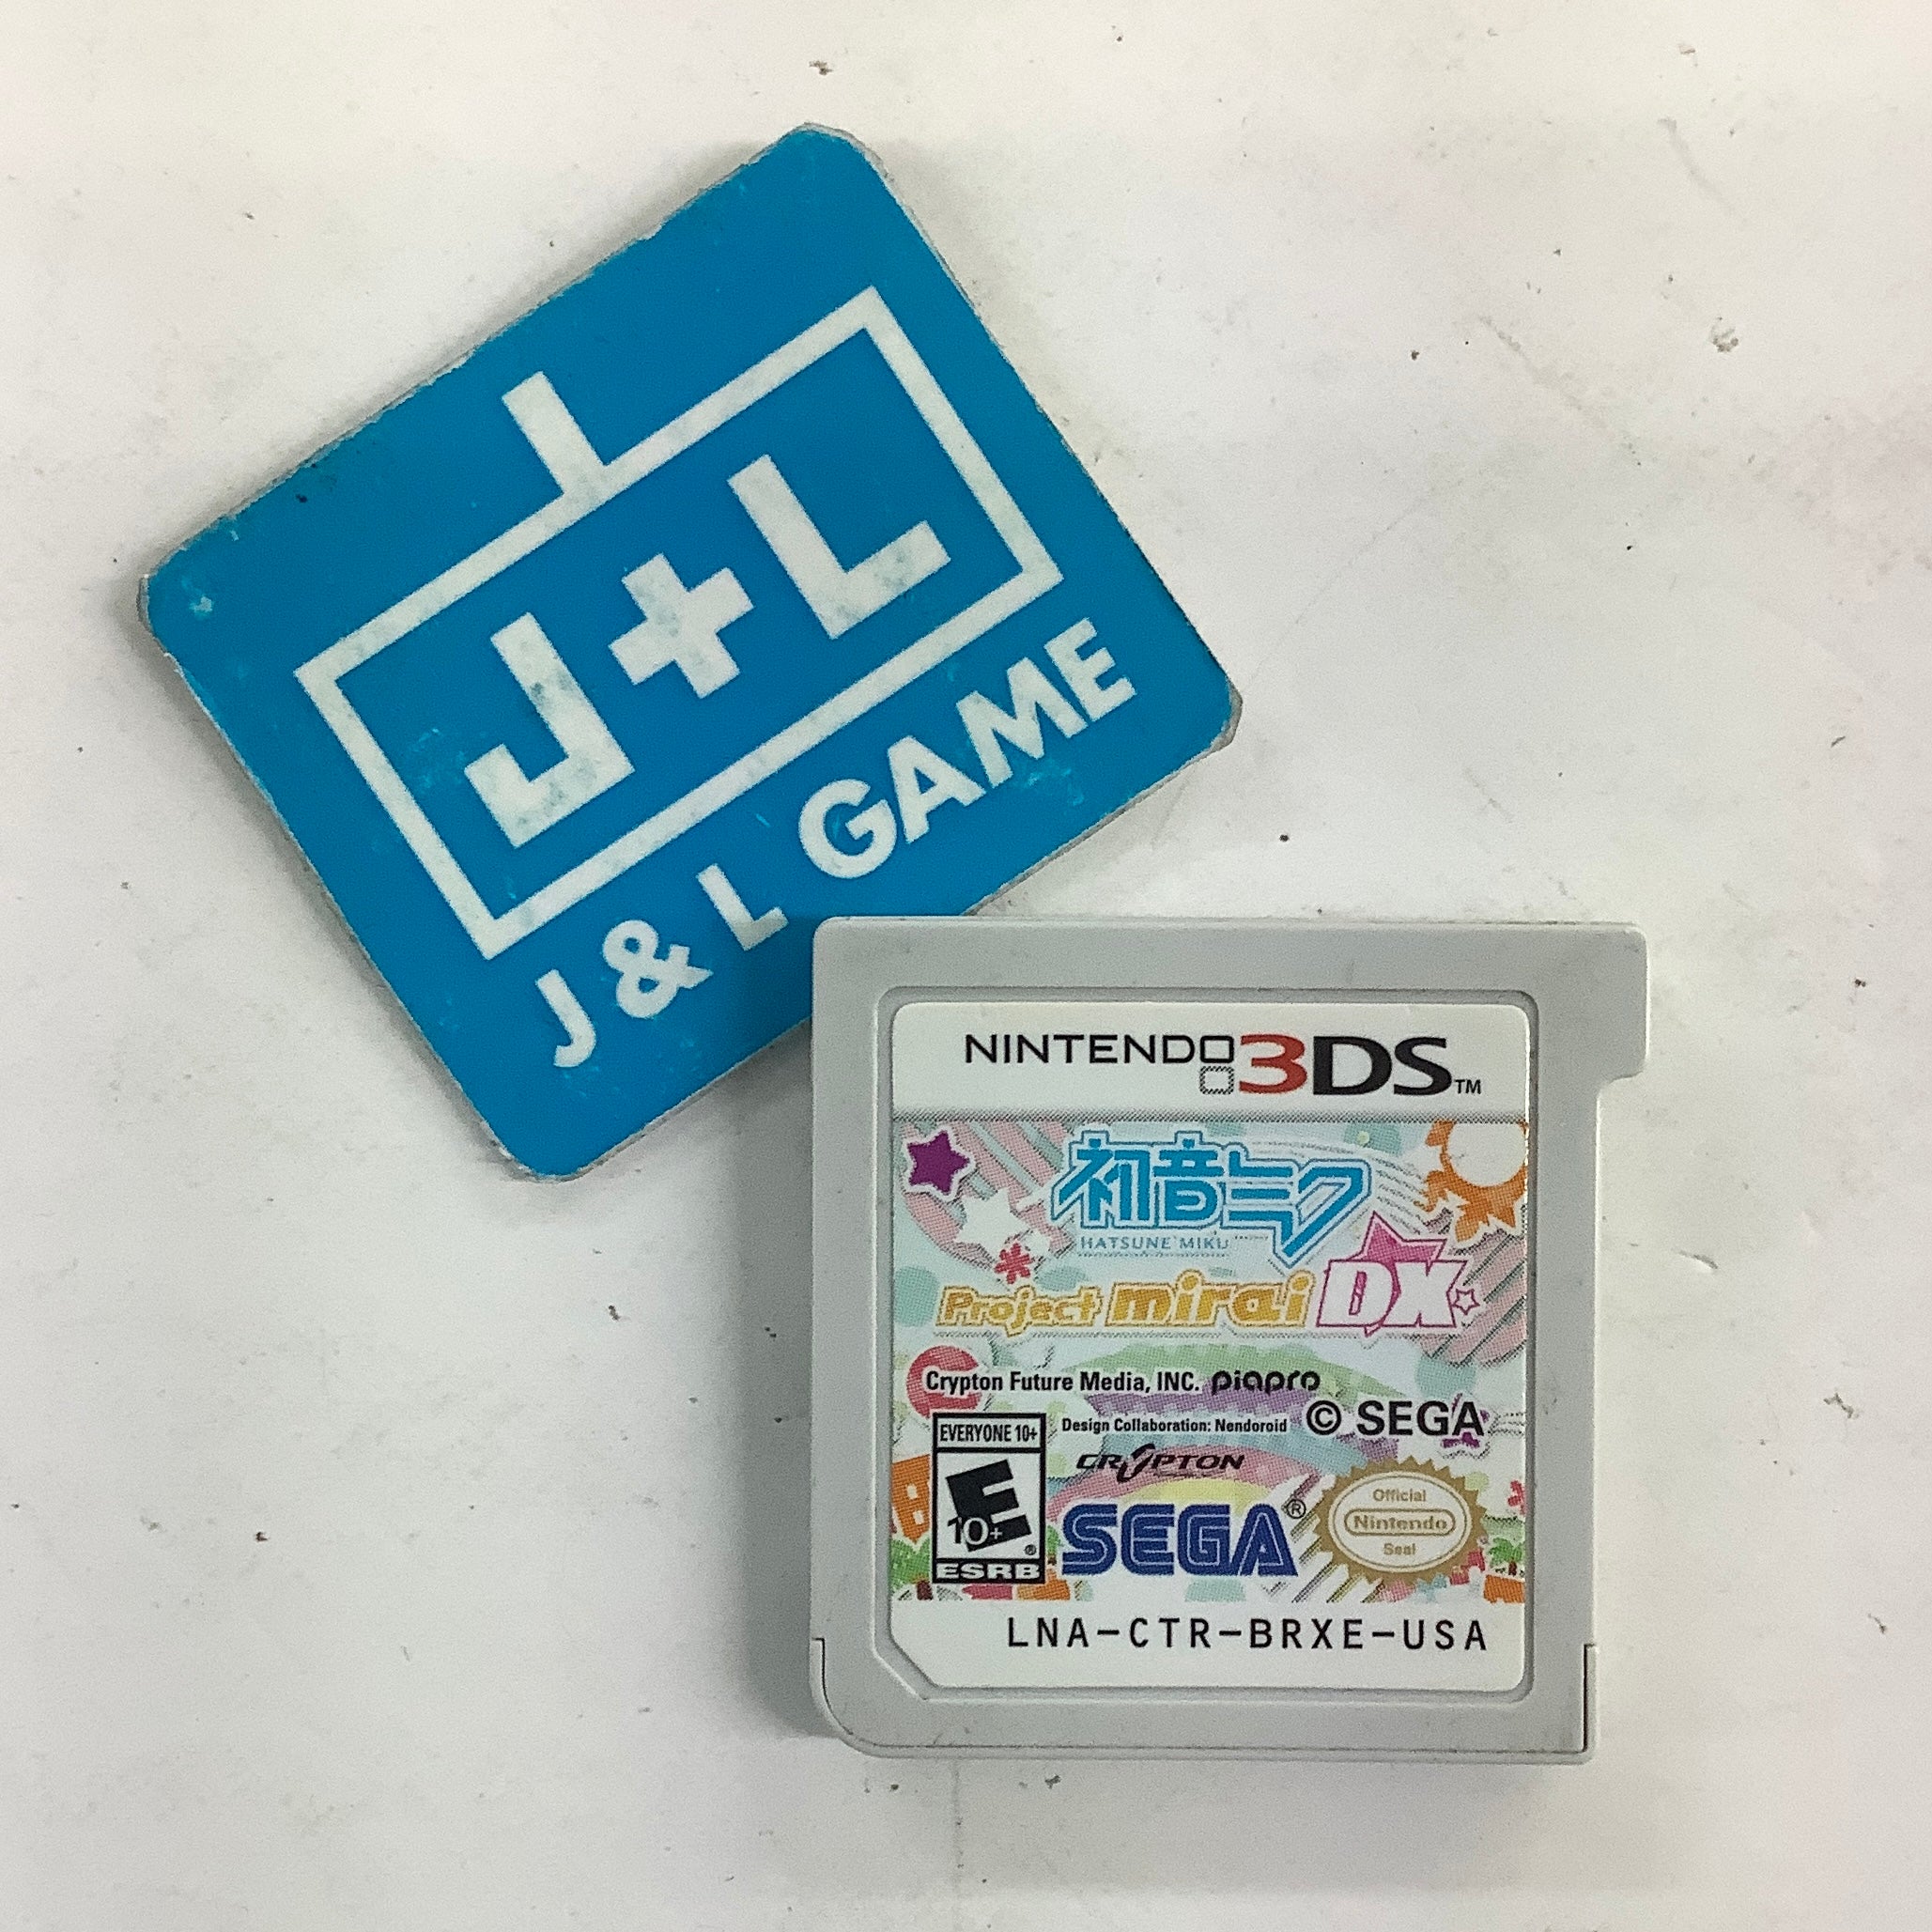 J+L
J & L GAME
NINTENDO 3DS™
初音ミク
HATSUNE MIKU
Project mirai DX
Crypton Future Media, INC. piapro
Design Collaboration: Nendoroid © SEGA
EVERYONE 10+
CRYPTON
E
10+
®
ESRB
SEGA®
Official
Nintendo
Seal
LNA-CTR-BRXE-USA